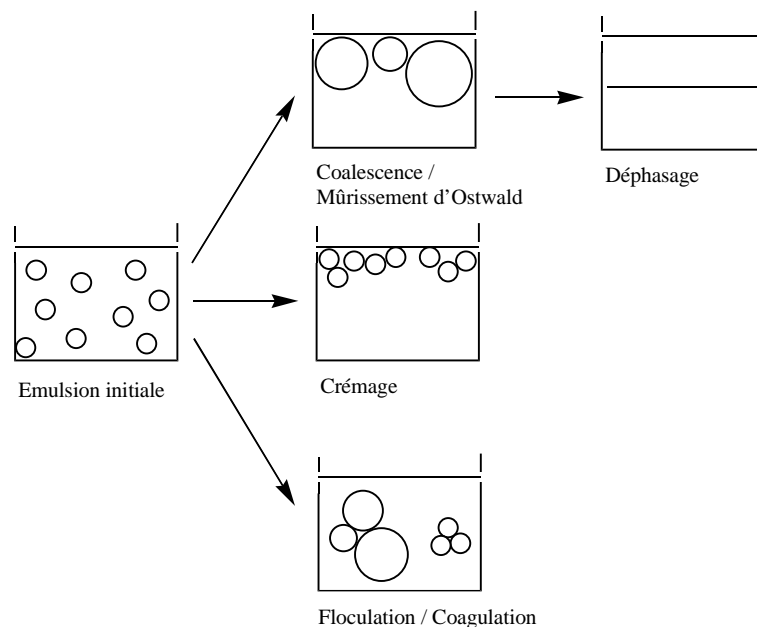 Coalescence /
Mûrissement d'Ostwald
Déphasage
Emulsion initiale
Crémage
Floculation / Coagulation